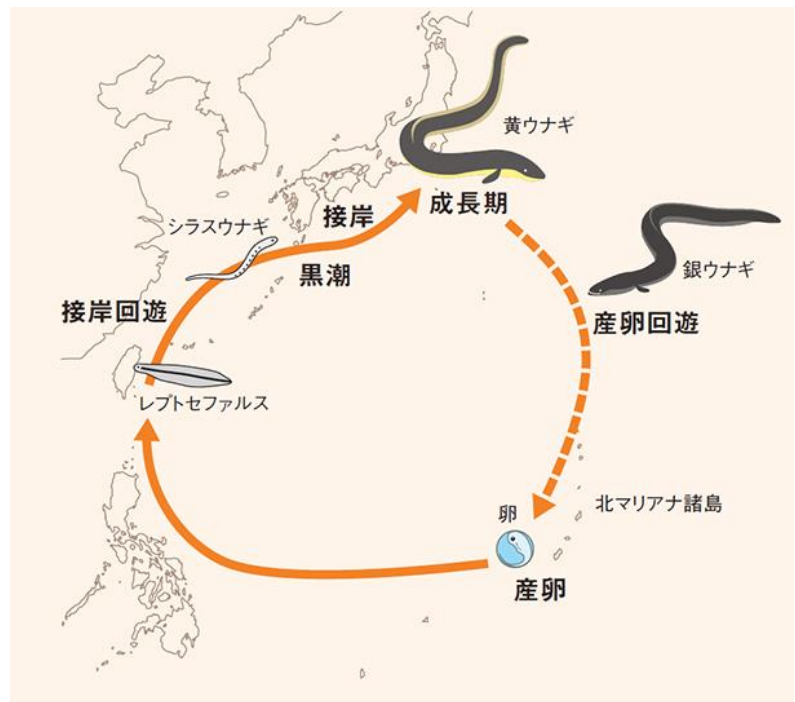 黄ウナギ
成長期
接岸
シラスウナギ
黒潮
銀ウナギ
産卵回遊
接岸回遊
レプトセファルス
北マリアナ諸島
卵
産卵